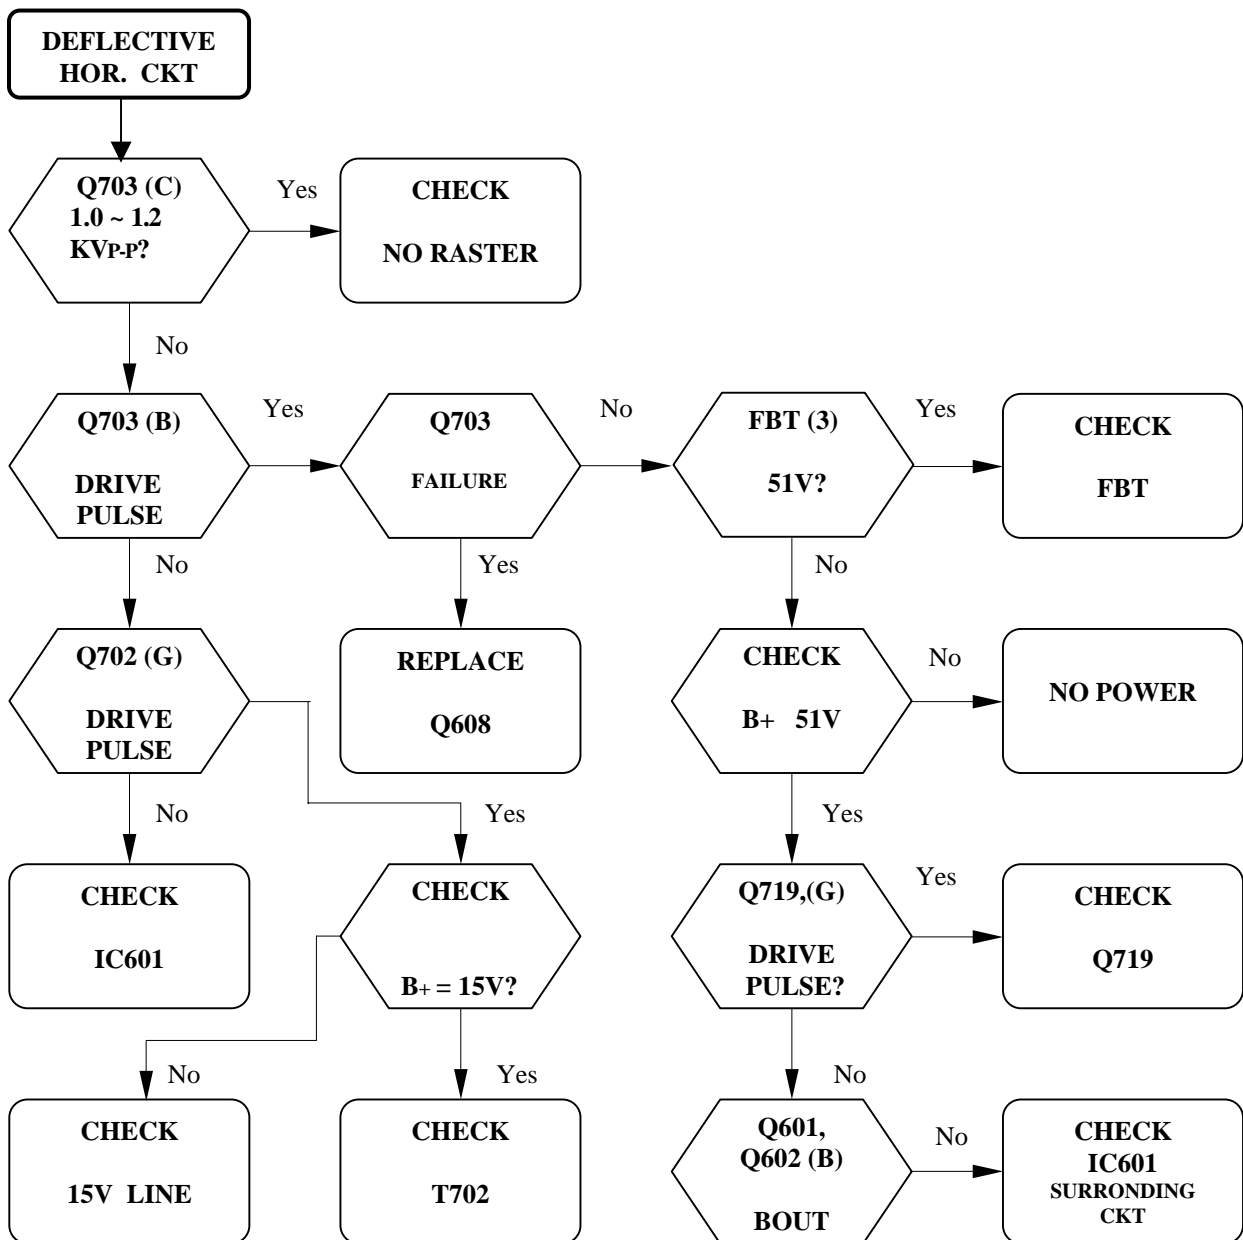 DEFLECTIVE
HOR. CKT
Q703 (C)
1.0 ~ 1.2
KVP-P?
Yes
CHECK
NO RASTER
No
Q703 (B)
DRIVE
PULSE
Yes
Q703
FAILURE
No
FBT (3)
51V?
Yes
CHECK
FBT
No
Yes
No
Q702 (G)
DRIVE
PULSE
REPLACE
Q608
CHECK
B+ 51V
No
NO POWER
No
Yes
Yes
CHECK
IC601
CHECK
B+ = 15V?
Q719,(G)
DRIVE
PULSE?
Yes
CHECK
Q719
No
Yes
No
CHECK
15V LINE
CHECK
T702
Q601,
Q602 (B)
BOUT
No
CHECK
IC601
SURRONDING
CKT